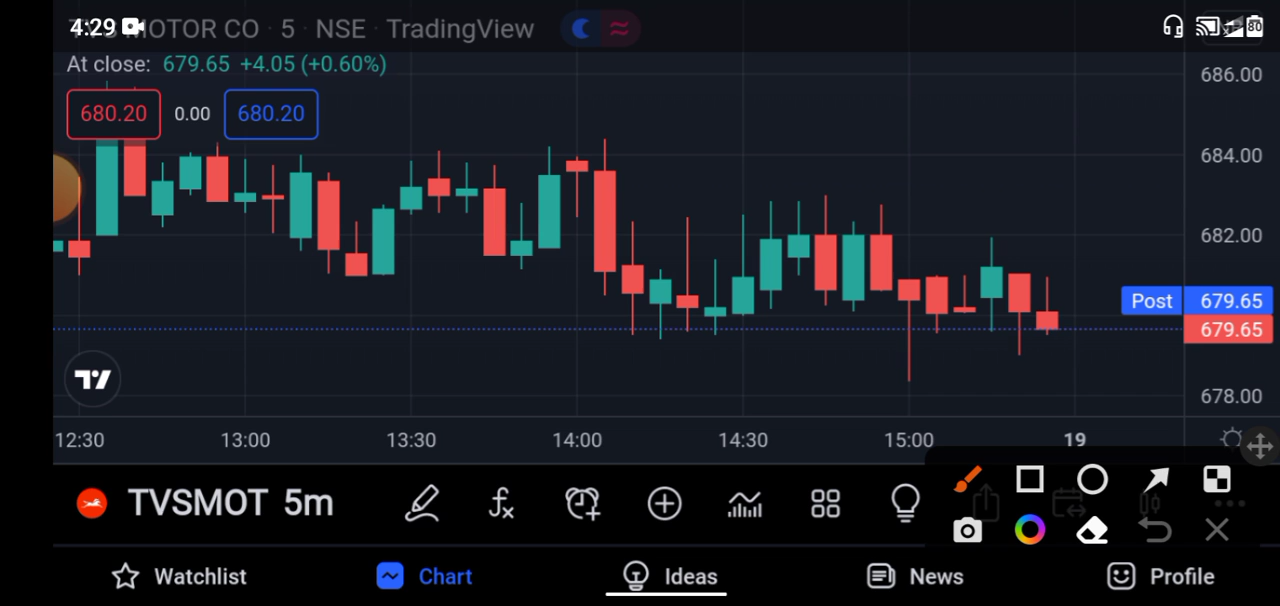 4:29
MOTOR CO · 5 · NSE · TradingView
80
At close: 679.65 +4.05 (+0.60%)
680.20 0.00 680.20
686.00
684.00
682.00
Post 679.65
679.65
678.00
12:30 13:00 13:30 14:00 14:30 15:00 19
TVSMOT 5m
fx
Watchlist Chart Ideas News Profile